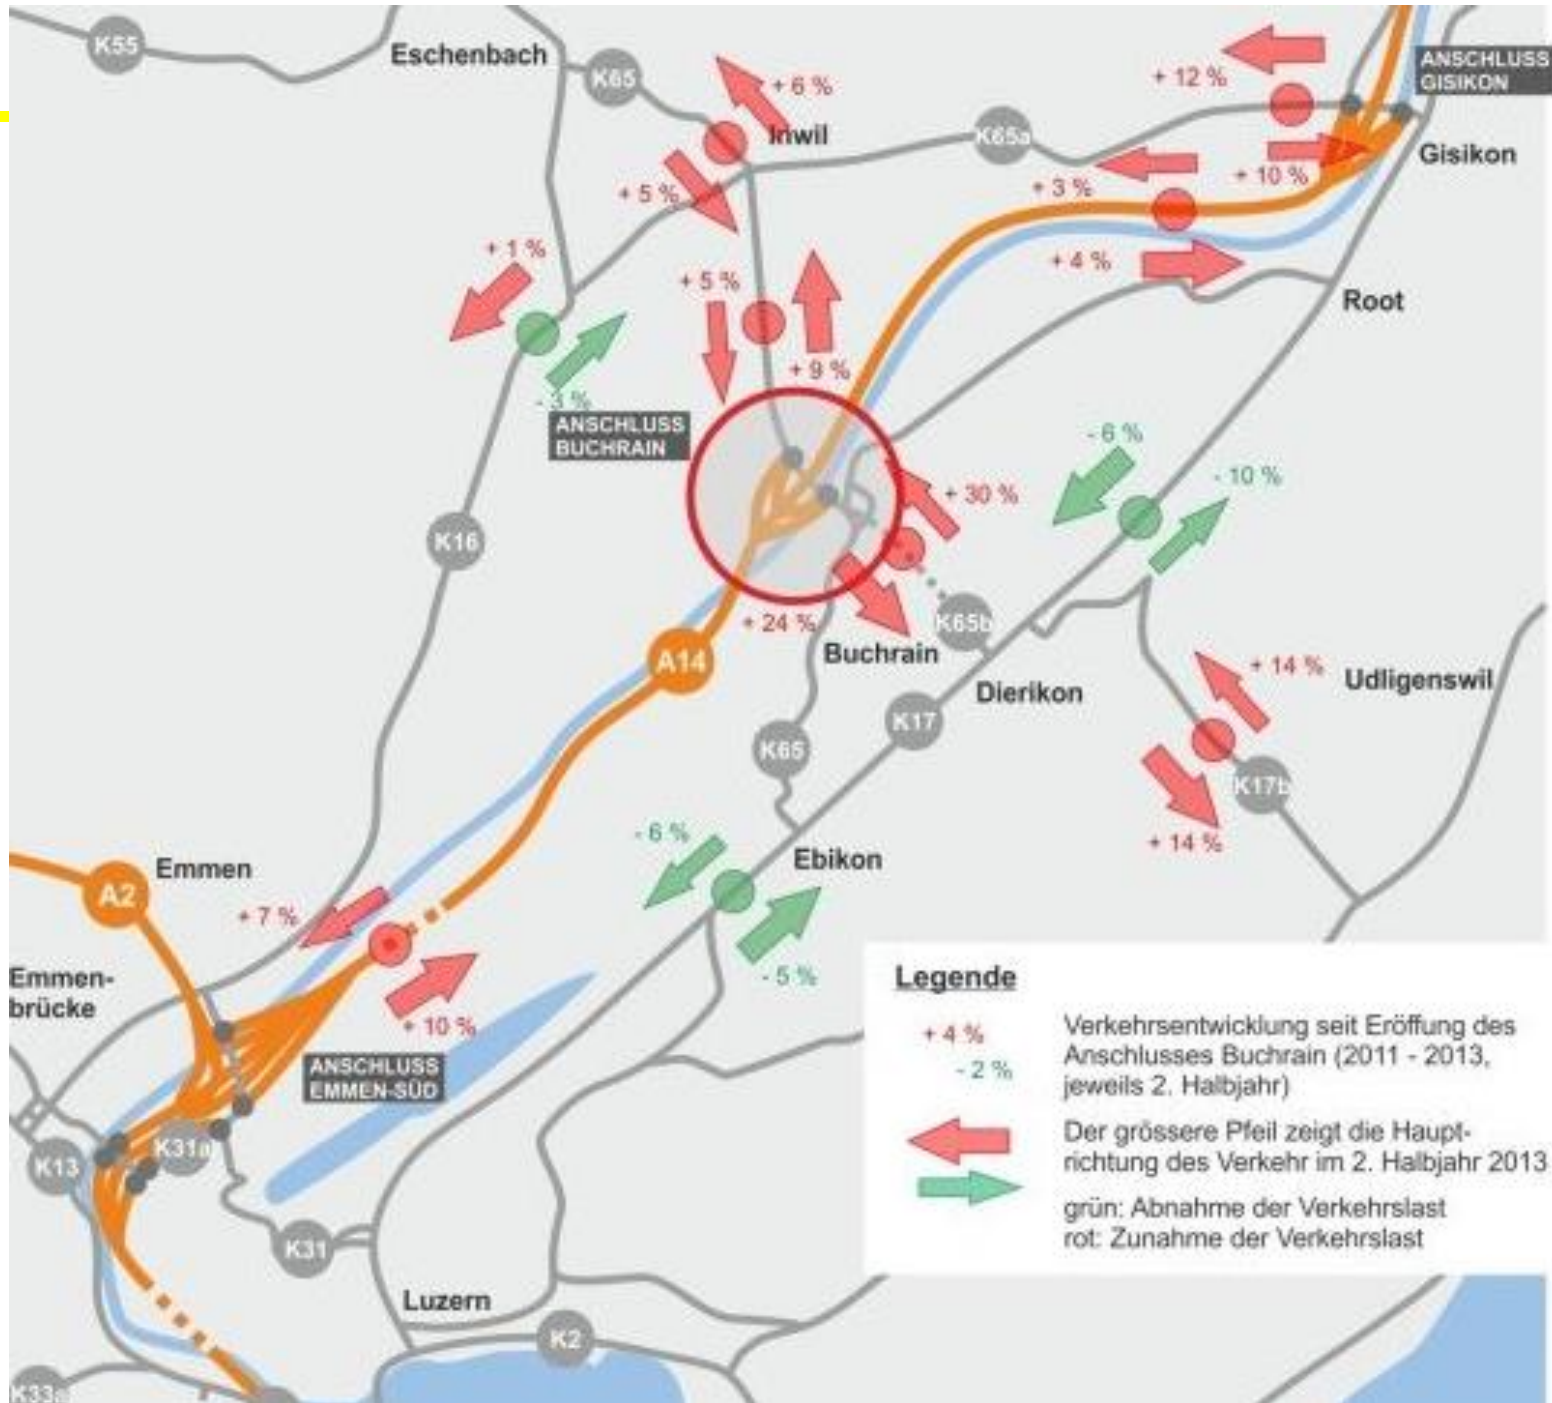 K55
Eschenbach
K65
+ 6 %
Inwil
+ 5 %
K65a
+ 12 %
ANSCHLUSS
GISIKON
Gisikon
+ 10 %
+ 3 %
+ 4 %
Root
+ 1 %
- 3 %
+ 5 %
+ 9 %
ANSCHLUSS
BUCHRAIN
- 6 %
- 10 %
+ 30 %
K16
+ 24 %
K65b
Buchrain
A14
Dierikon
K17
K65
+ 14 %
Udligenswil
K17b
+ 14 %
- 6 %
Ebikon
- 5 %
Emmen
A2
+ 7 %
Emmen-
brücke
+ 10 %
ANSCHLUSS
EMMEN-SÜD
K31a
K13
K31
Luzern
K2
K33a
Legende
+ 4 %
- 2 %
Verkehrsentwicklung seit Eröffung des
Anschlusses Buchrain (2011 - 2013,
jeweils 2. Halbjahr)
Der grössere Pfeil zeigt die Haupt-
richtung des Verkehr im 2. Halbjahr 2013
grün: Abnahme der Verkehrslast
rot: Zunahme der Verkehrslast